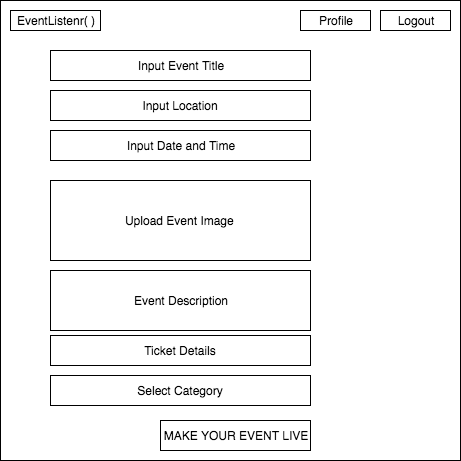 EventListenr( )
Profile
Logout
Input Event Title
Input Location
Input Date and Time
Upload Event Image
Event Description
Ticket Details
Select Category
MAKE YOUR EVENT LIVE